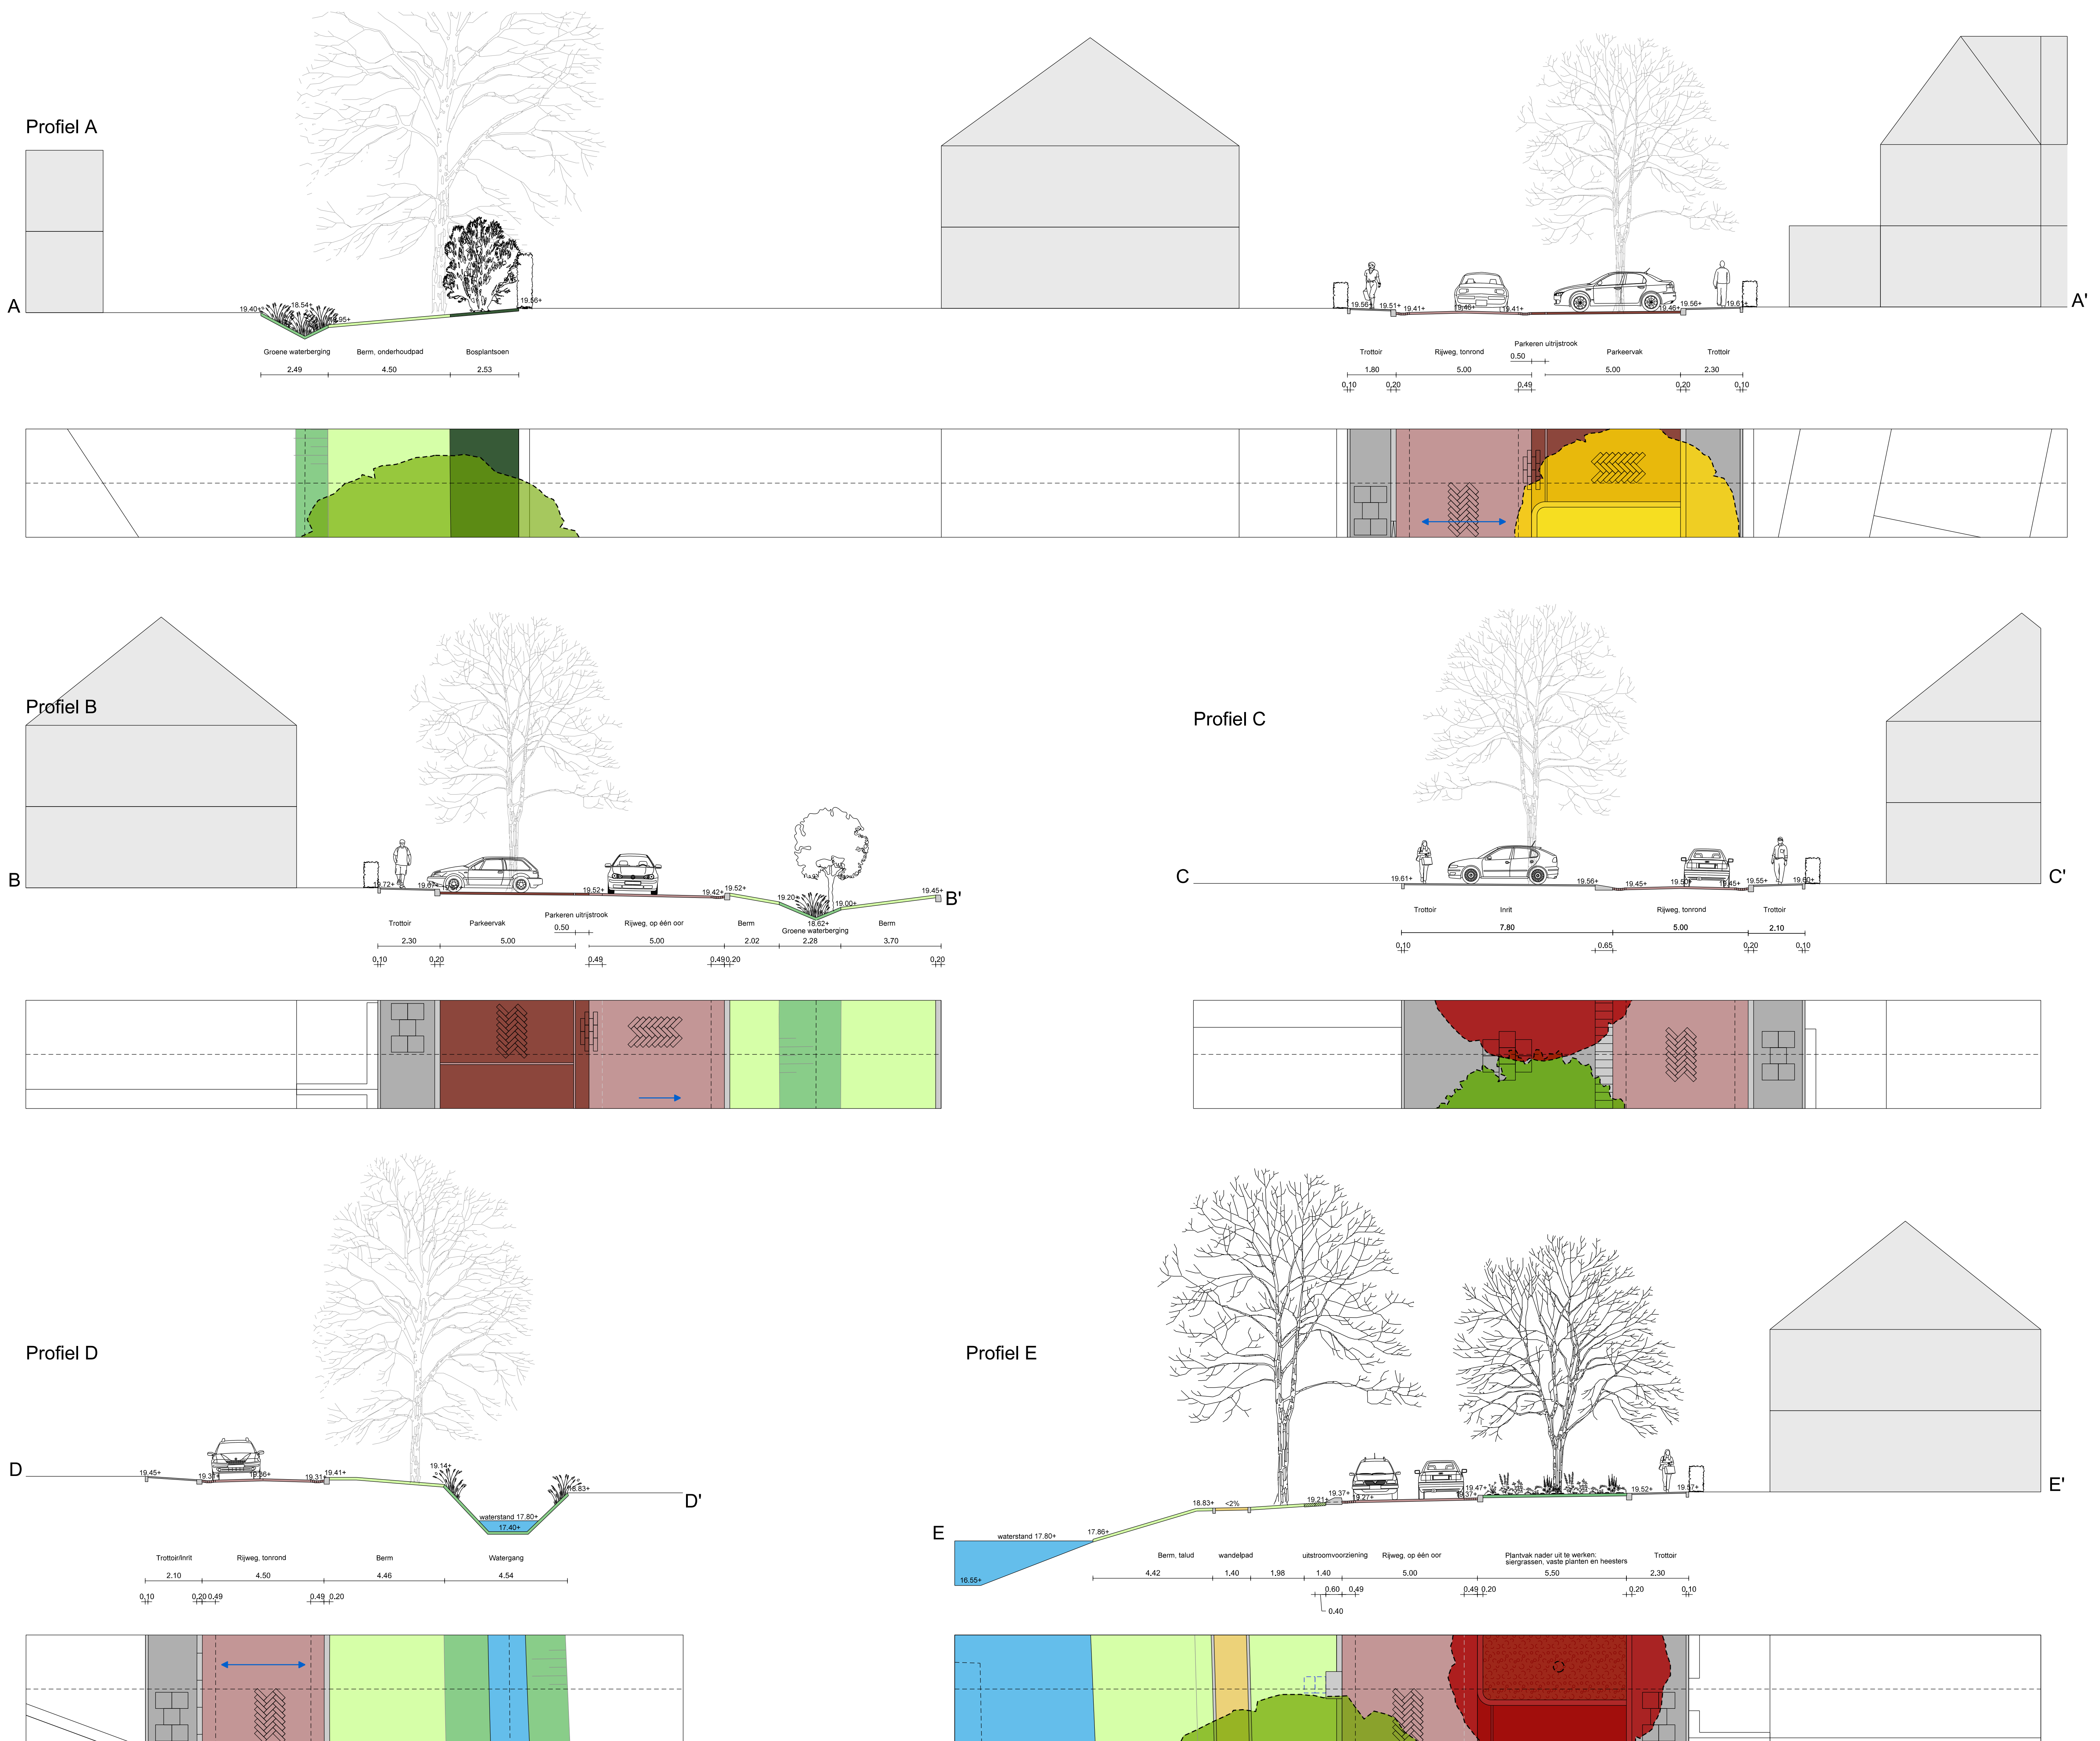 Profiel A
A
19.40+
18.54+
18.95+
19.56+
19.56+
19.51+
19.41+
19.46+
19.41+
19.46+
19.56+
19.61+
A'
Groene waterberging
Berm, onderhoudpad
Bosplantsoen
2.49
4.50
2.53
Parkeren uitrijstrook
Trottoir
Rijweg, tonrond
0.50
Parkeervak
Trottoir
1.80
5.00
5.00
2.30
0,10
0,20
0,49
0,20
0,10
Profiel B
B
19.72+
19.67+
19.52+
19.42+
19.52+
19.20+
18.62+
19.00+
19.45+
B'
Trottoir
Parkeervak
Parkeren uitrijstrook
0.50
Rijweg, op één oor
Berm
Groene waterberging
Berm
2.30
5.00
5.00
2.02
2.28
3.70
0,10
0,20
0,49
0,49
0,20
0,20
Profiel C
C
19.61+
19.56+
19.45+
19.50+
19.45+
19.55+
19.60+
C'
Trottoir
Inrit
Rijweg, tonrond
Trottoir
7.80
5.00
2.10
0,10
0,65
0,20
0,10
Profiel D
D
19.45+
19.31+
19.36+
19.31+
19.41+
19.14+
18.83+
waterstand 17.80+
17.40+
D'
Trottoir/Inrit
Rijweg, tonrond
Berm
Watergang
2.10
4.50
4.46
4.54
0,10
0,20
0,49
0,49
0,20
Profiel E
E
waterstand 17.80+
16.55+
17.86+
18.83+
<2%
19.21+
19.37+
19.27+
19.47+
19.37+
19.52+
19.57+
E'
Berm, talud
wandelpad
uitstroomvoorziening
Rijweg, op één oor
Plantvak nader uit te werken:
siergrassen, vaste planten en heesters
Trottoir
4.42
1.40
1.98
1.40
5.00
5.50
2.30
0,60
0,49
0,49
0,20
0,20
0,10
0.40